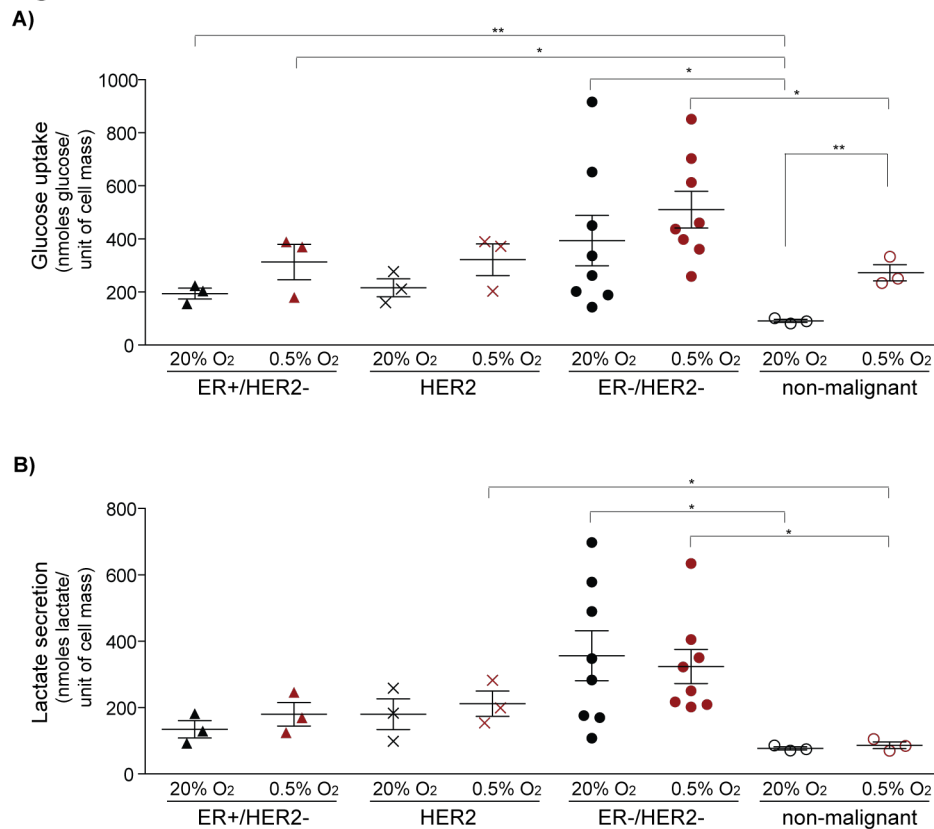 A)
**
*
*
*
**
1000
800
600
400
200
0
Glucose uptake
(nmoles glucose/
unit of cell mass)
20% O2 0.5% O2 20% O2 0.5% O2 20% O2 0.5% O2 20% O2 0.5% O2
ER+/HER2- HER2 ER-/HER2- non-malignant
B)
*
*
*
800
600
400
200
0
Lactate secretion
(nmoles lactate/
unit of cell mass)
20% O2 0.5% O2 20% O2 0.5% O2 20% O2 0.5% O2 20% O2 0.5% O2
ER+/HER2- HER2 ER-/HER2- non-malignant